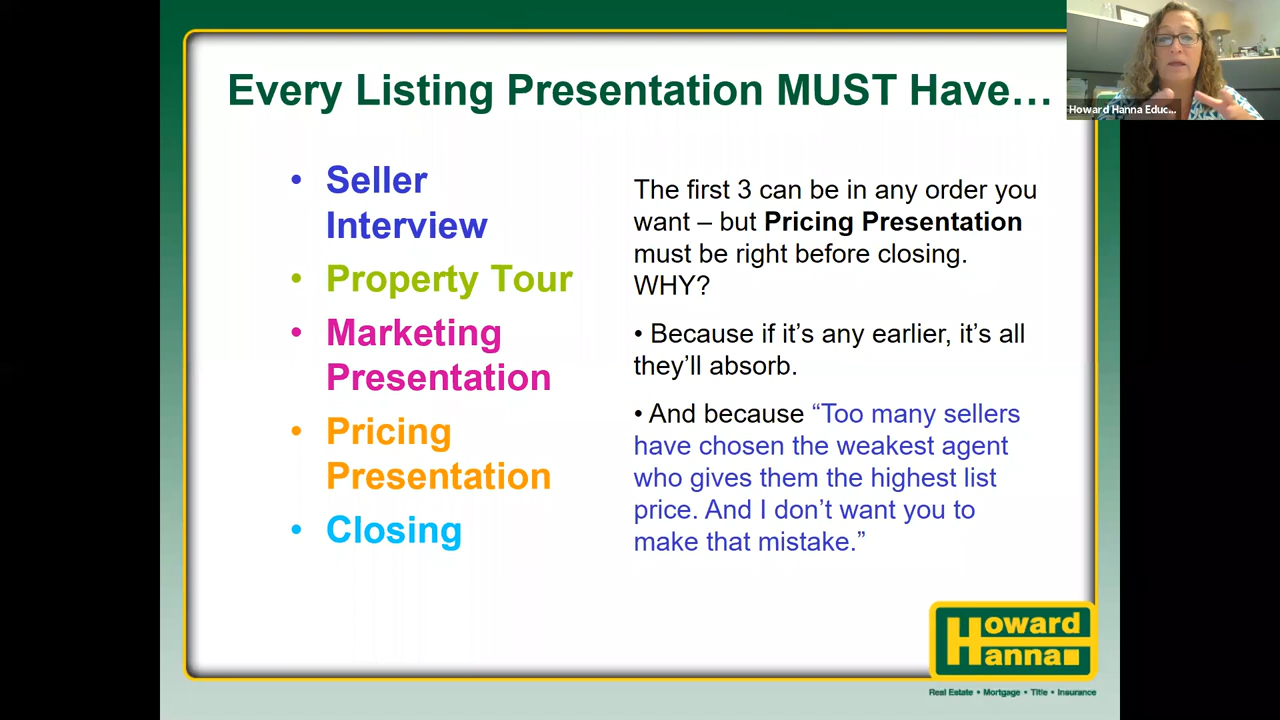 Every Listing Presentation MUST Have…
• Seller
Interview
• Property Tour
• Marketing
Presentation
• Pricing
Presentation
• Closing
The first 3 can be in any order you
want – but Pricing Presentation
must be right before closing.
WHY?
• Because if it’s any earlier, it’s all
they’ll absorb.
• And because “Too many sellers
have chosen the weakest agent
who gives them the highest list
price. And I don’t want you to
make that mistake.”
Howard Hanna Educ...
Howard
Hanna
Real Estate • Mortgage • Title • Insurance